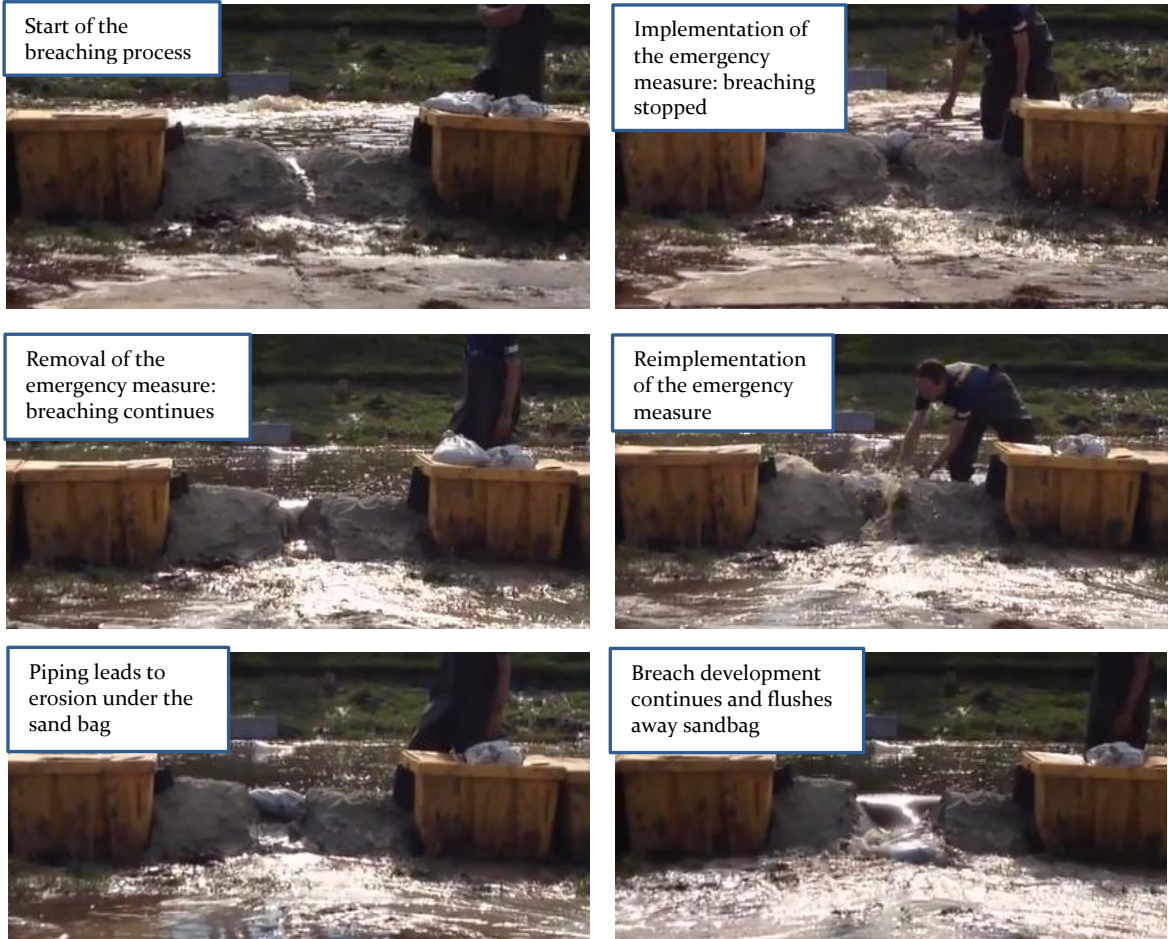 Start of the
breaching process
Implementation of
the emergency
measure: breaching
stopped
Removal of the
emergency measure:
breaching continues
Reimplementation
of the emergency
measure
Piping leads to
erosion under the
sand bag
Breach development
continues and flushes
away sandbag